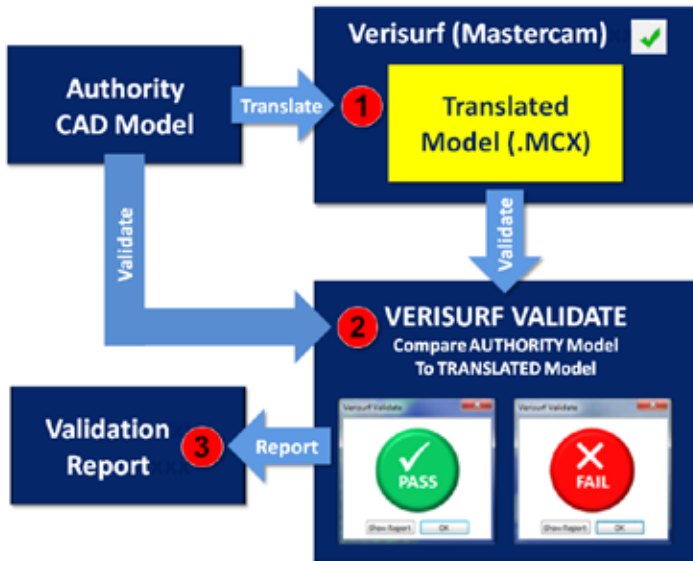 Verisurf (Mastercam)
Authority
CAD Model
Translate
1
Translated
Model (.MCX)
Validate
Validate
2
VERISURF VALIDATE
Compare AUTHORITY Model
To TRANSLATED Model
Validation
Report
3
Report
Verisurf Validate
PASS
Show Report
OK
Verisurf Validate
FAIL
Show Report
OK